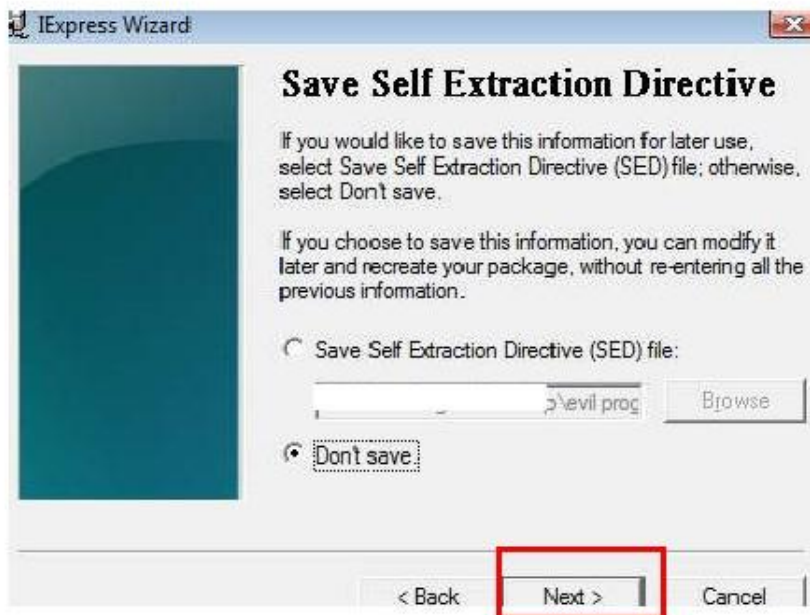 IExpress Wizard
Save Self Extraction Directive
If you would like to save this information for later use,
select Save Self Extraction Directive (SED) file; otherwise,
select Don't save.
If you choose to save this information, you can modify it
later and recreate your package, without re-entering all the
previous information.
Save Self Extraction Directive (SED) file:
\evil prog
Browse
Don't save.
< Back
Next >
Cancel